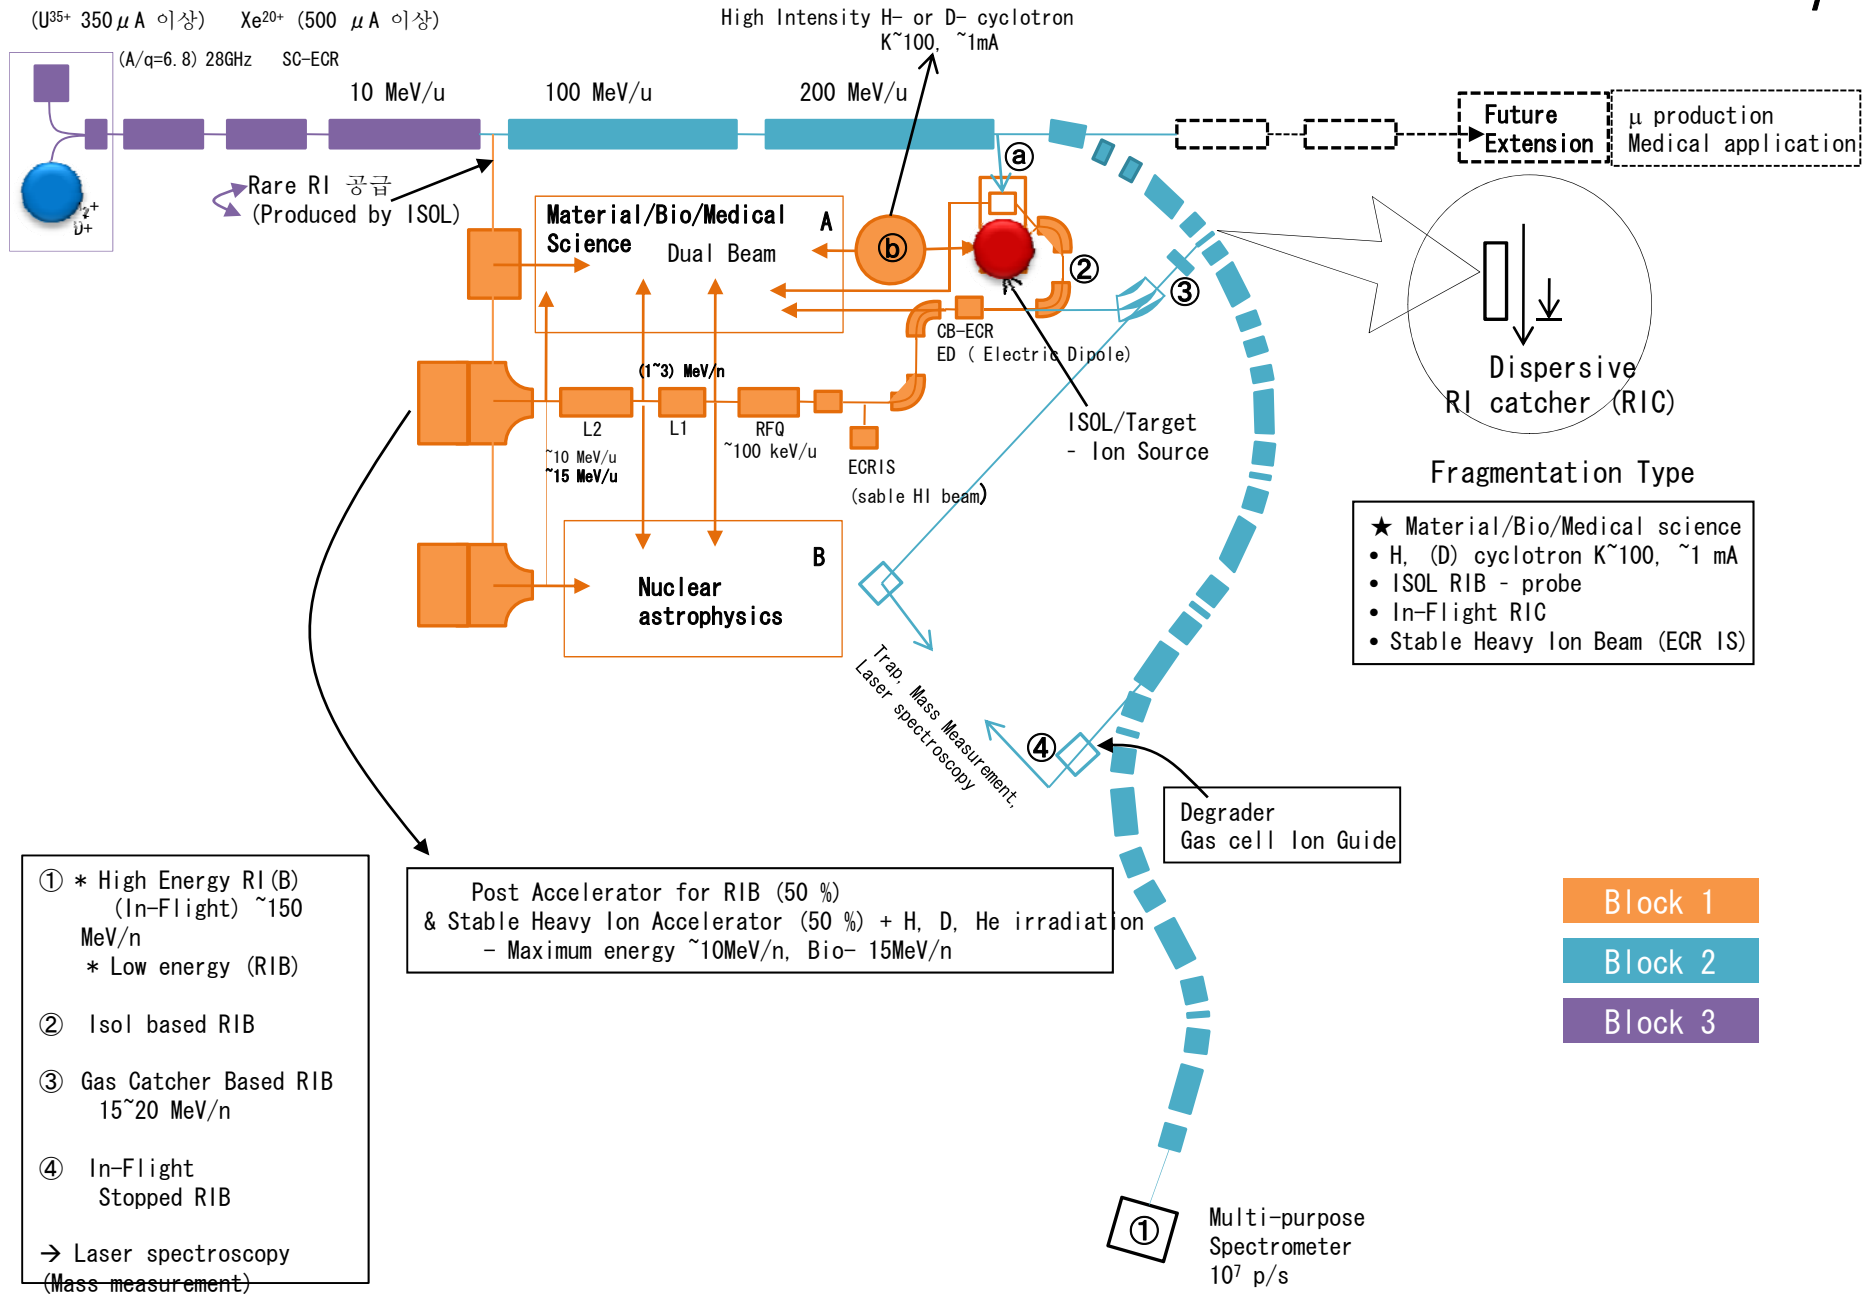 (U35+ 350μA 이상) Xe20+ (500 μA 이상)
(A/q=6.8) 28GHz SC-ECR
High Intensity H- or D- cyclotron
K~100, ~1mA
10 MeV/u
100 MeV/u
200 MeV/u
Future
Extension
μ production
Medical application
D+
Rare RI 공급
(Produced by ISOL)
Material/Bio/Medical
Science
A
Dual Beam
ⓐ
ⓑ
②
③
CB-ECR
ED ( Electric Dipole)
Dispersive
RI catcher (RIC)
(1~3) MeV/n
L2
L1
RFQ
~100 keV/u
~10 MeV/u
~15 MeV/u
ECRIS
(sable HI beam)
ISOL/Target
- Ion Source
Fragmentation Type
★ Material/Bio/Medical science
• H, (D) cyclotron K~100, ~1 mA
• ISOL RIB - probe
• In-Flight RIC
• Stable Heavy Ion Beam (ECR IS)
B
Nuclear
astrophysics
Trap, Mass Measurement,
Laser spectroscopy
④
Degrader
Gas cell Ion Guide
Post Accelerator for RIB (50 %)
& Stable Heavy Ion Accelerator (50 %) + H, D, He irradiation
- Maximum energy ~10MeV/n, Bio- 15MeV/n
① * High Energy RI(B)
(In-Flight) ~150
MeV/n
* Low energy (RIB)
② Isol based RIB
③ Gas Catcher Based RIB
15~20 MeV/n
④ In-Flight
Stopped RIB
→ Laser spectroscopy
(Mass measurement)
Block 1
Block 2
Block 3
①
Multi-purpose
Spectrometer
107 p/s